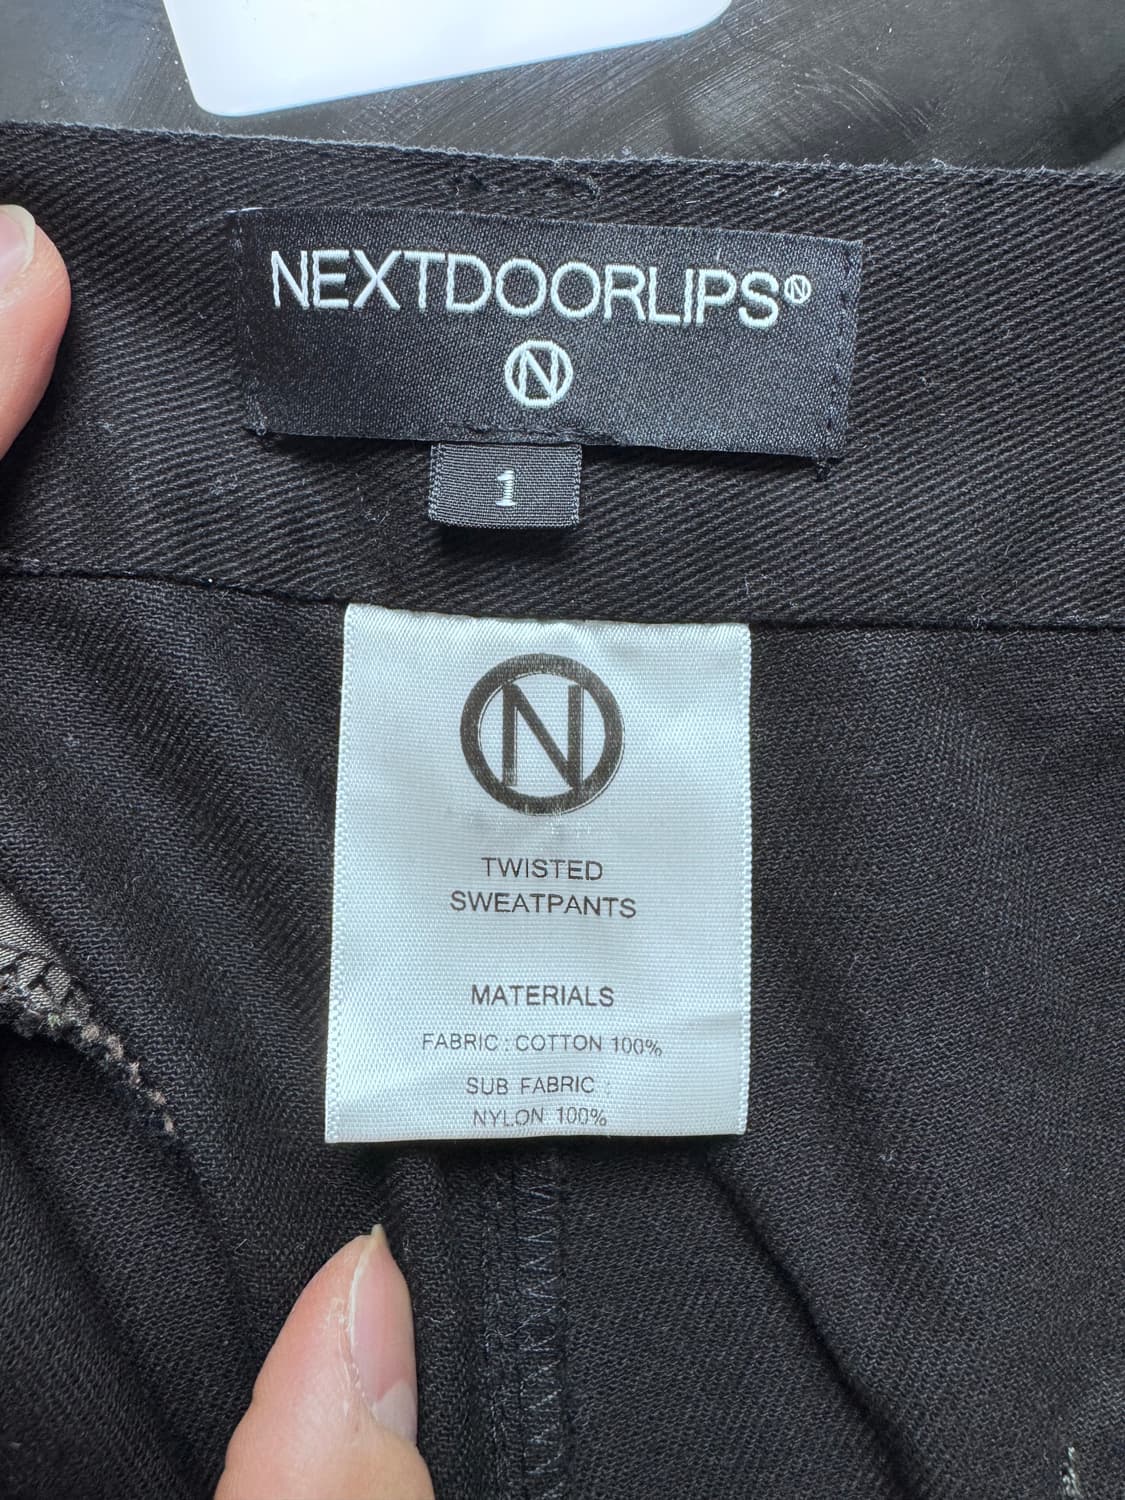 NEXTDOORLIPS Ⓝ
Ⓝ
1
Ⓝ
TWISTED
SWEATPANTS
MATERIALS
FABRIC : COTTON 100%
SUB FABRIC :
NYLON 100%